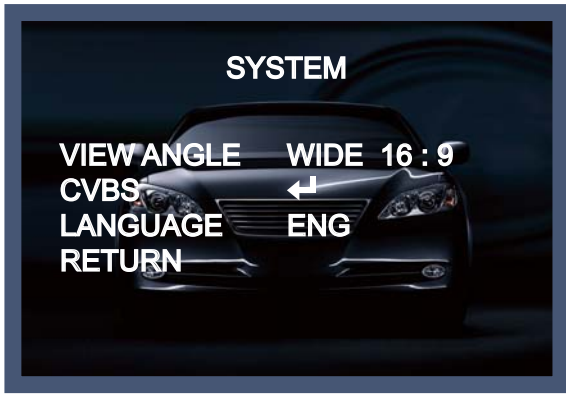 SYSTEM
VIEW ANGLE WIDE 16 : 9
CVBS ↵
LANGUAGE ENG
RETURN